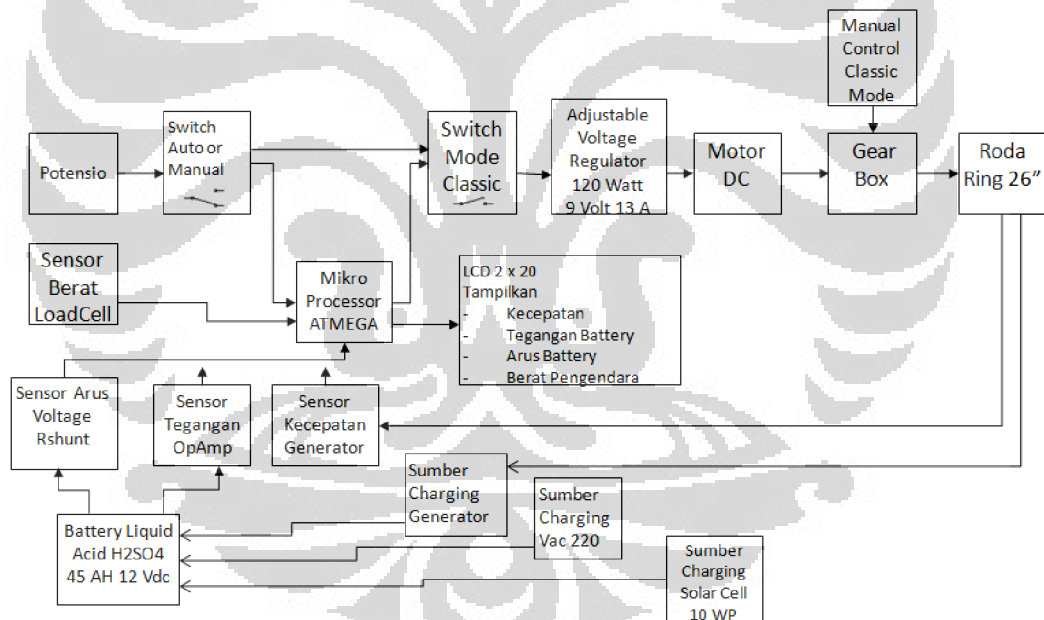 Manual
Control
Classic
Mode
Potensio
Switch
Auto or
Manual
Switch
Mode
Classic
Adjustable
Voltage
Regulator
120 Watt
9 Volt 13 A
Motor
DC
Gear
Box
Roda
Ring 26”
Sensor
Berat
LoadCell
Mikro
Processor
ATMEGA
LCD 2 x 20
Tampilkan
- Kecepatan
- Tegangan Battery
- Arus Battery
- Berat Pengendara
Sensor Arus
Voltage
Rshunt
Sensor
Tegangan
OpAmp
Sensor
Kecepatan
Generator
Sumber
Charging
Generator
Sumber
Charging
Vac 220
Battery Liquid
Acid H2SO4
45 AH 12 Vdc
Sumber
Charging
Solar Cell
10 WP